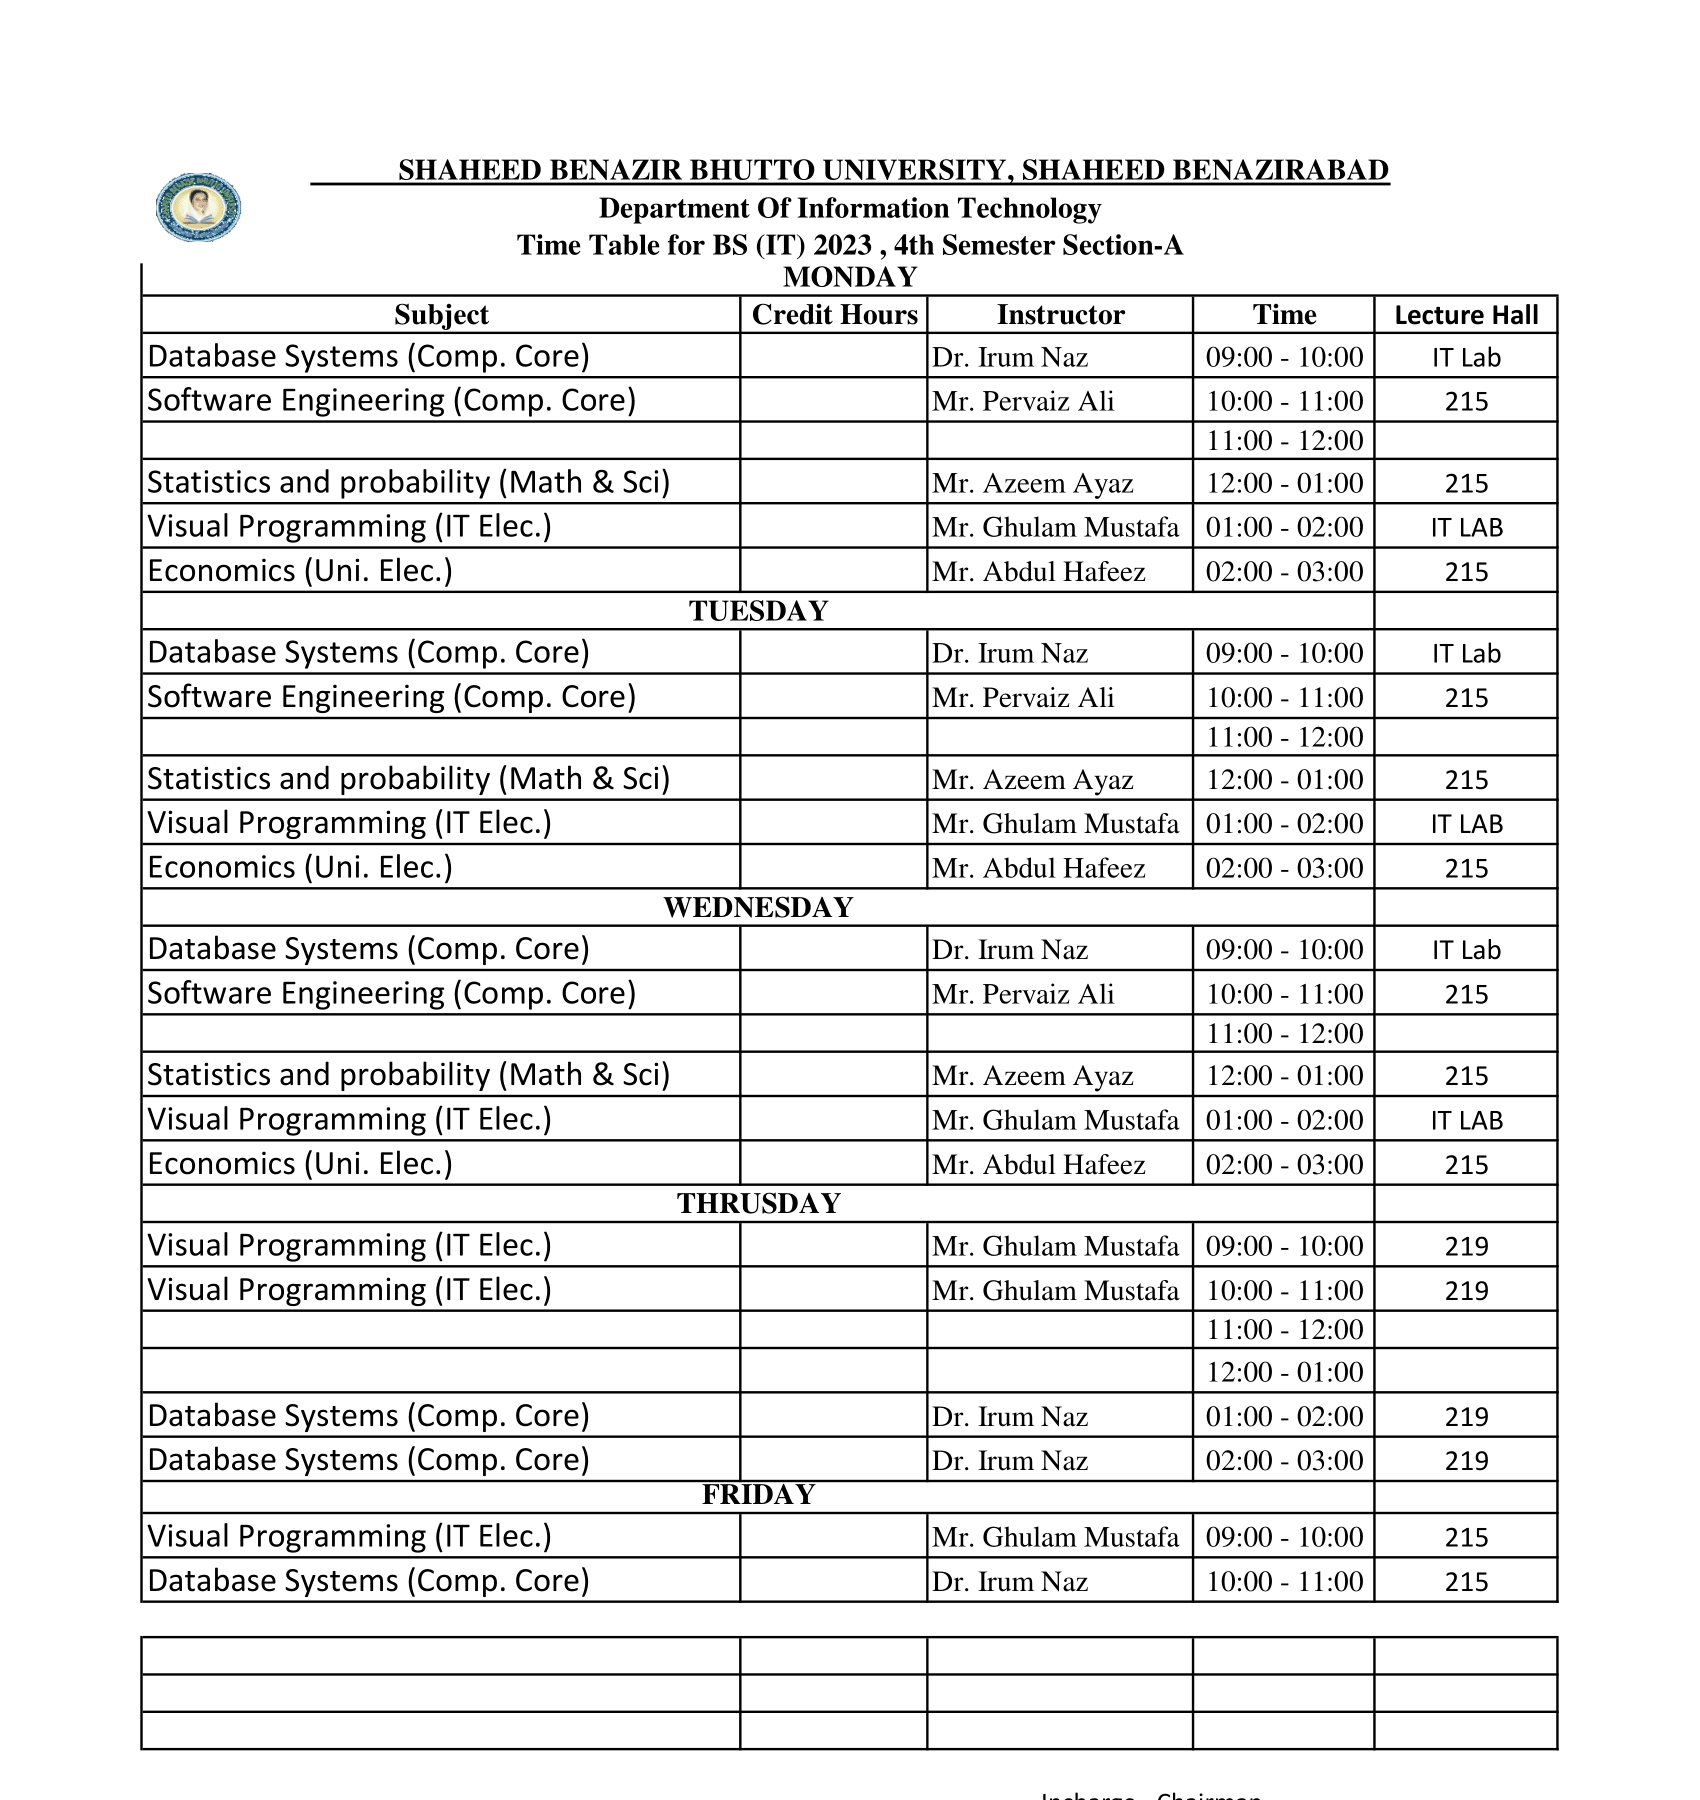 SHAHEED BENAZIR BHUTTO UNIVERSITY, SHAHEED BENAZIRABAD
Department Of Information Technology
Time Table for BS (IT) 2023 , 4th Semester Section-A
MONDAY
Subject Credit Hours Instructor Time Lecture Hall
Database Systems (Comp. Core) Dr. Irum Naz 09:00 - 10:00 IT Lab
Software Engineering (Comp. Core) Mr. Pervaiz Ali 10:00 - 11:00 215
11:00 - 12:00
Statistics and probability (Math & Sci) Mr. Azeem Ayaz 12:00 - 01:00 215
Visual Programming (IT Elec.) Mr. Ghulam Mustafa 01:00 - 02:00 IT LAB
Economics (Uni. Elec.) Mr. Abdul Hafeez 02:00 - 03:00 215
TUESDAY
Database Systems (Comp. Core) Dr. Irum Naz 09:00 - 10:00 IT Lab
Software Engineering (Comp. Core) Mr. Pervaiz Ali 10:00 - 11:00 215
11:00 - 12:00
Statistics and probability (Math & Sci) Mr. Azeem Ayaz 12:00 - 01:00 215
Visual Programming (IT Elec.) Mr. Ghulam Mustafa 01:00 - 02:00 IT LAB
Economics (Uni. Elec.) Mr. Abdul Hafeez 02:00 - 03:00 215
WEDNESDAY
Database Systems (Comp. Core) Dr. Irum Naz 09:00 - 10:00 IT Lab
Software Engineering (Comp. Core) Mr. Pervaiz Ali 10:00 - 11:00 215
11:00 - 12:00
Statistics and probability (Math & Sci) Mr. Azeem Ayaz 12:00 - 01:00 215
Visual Programming (IT Elec.) Mr. Ghulam Mustafa 01:00 - 02:00 IT LAB
Economics (Uni. Elec.) Mr. Abdul Hafeez 02:00 - 03:00 215
THRUSDAY
Visual Programming (IT Elec.) Mr. Ghulam Mustafa 09:00 - 10:00 219
Visual Programming (IT Elec.) Mr. Ghulam Mustafa 10:00 - 11:00 219
11:00 - 12:00
12:00 - 01:00
Database Systems (Comp. Core) Dr. Irum Naz 01:00 - 02:00 219
Database Systems (Comp. Core) Dr. Irum Naz 02:00 - 03:00 219
FRIDAY
Visual Programming (IT Elec.) Mr. Ghulam Mustafa 09:00 - 10:00 215
Database Systems (Comp. Core) Dr. Irum Naz 10:00 - 11:00 215